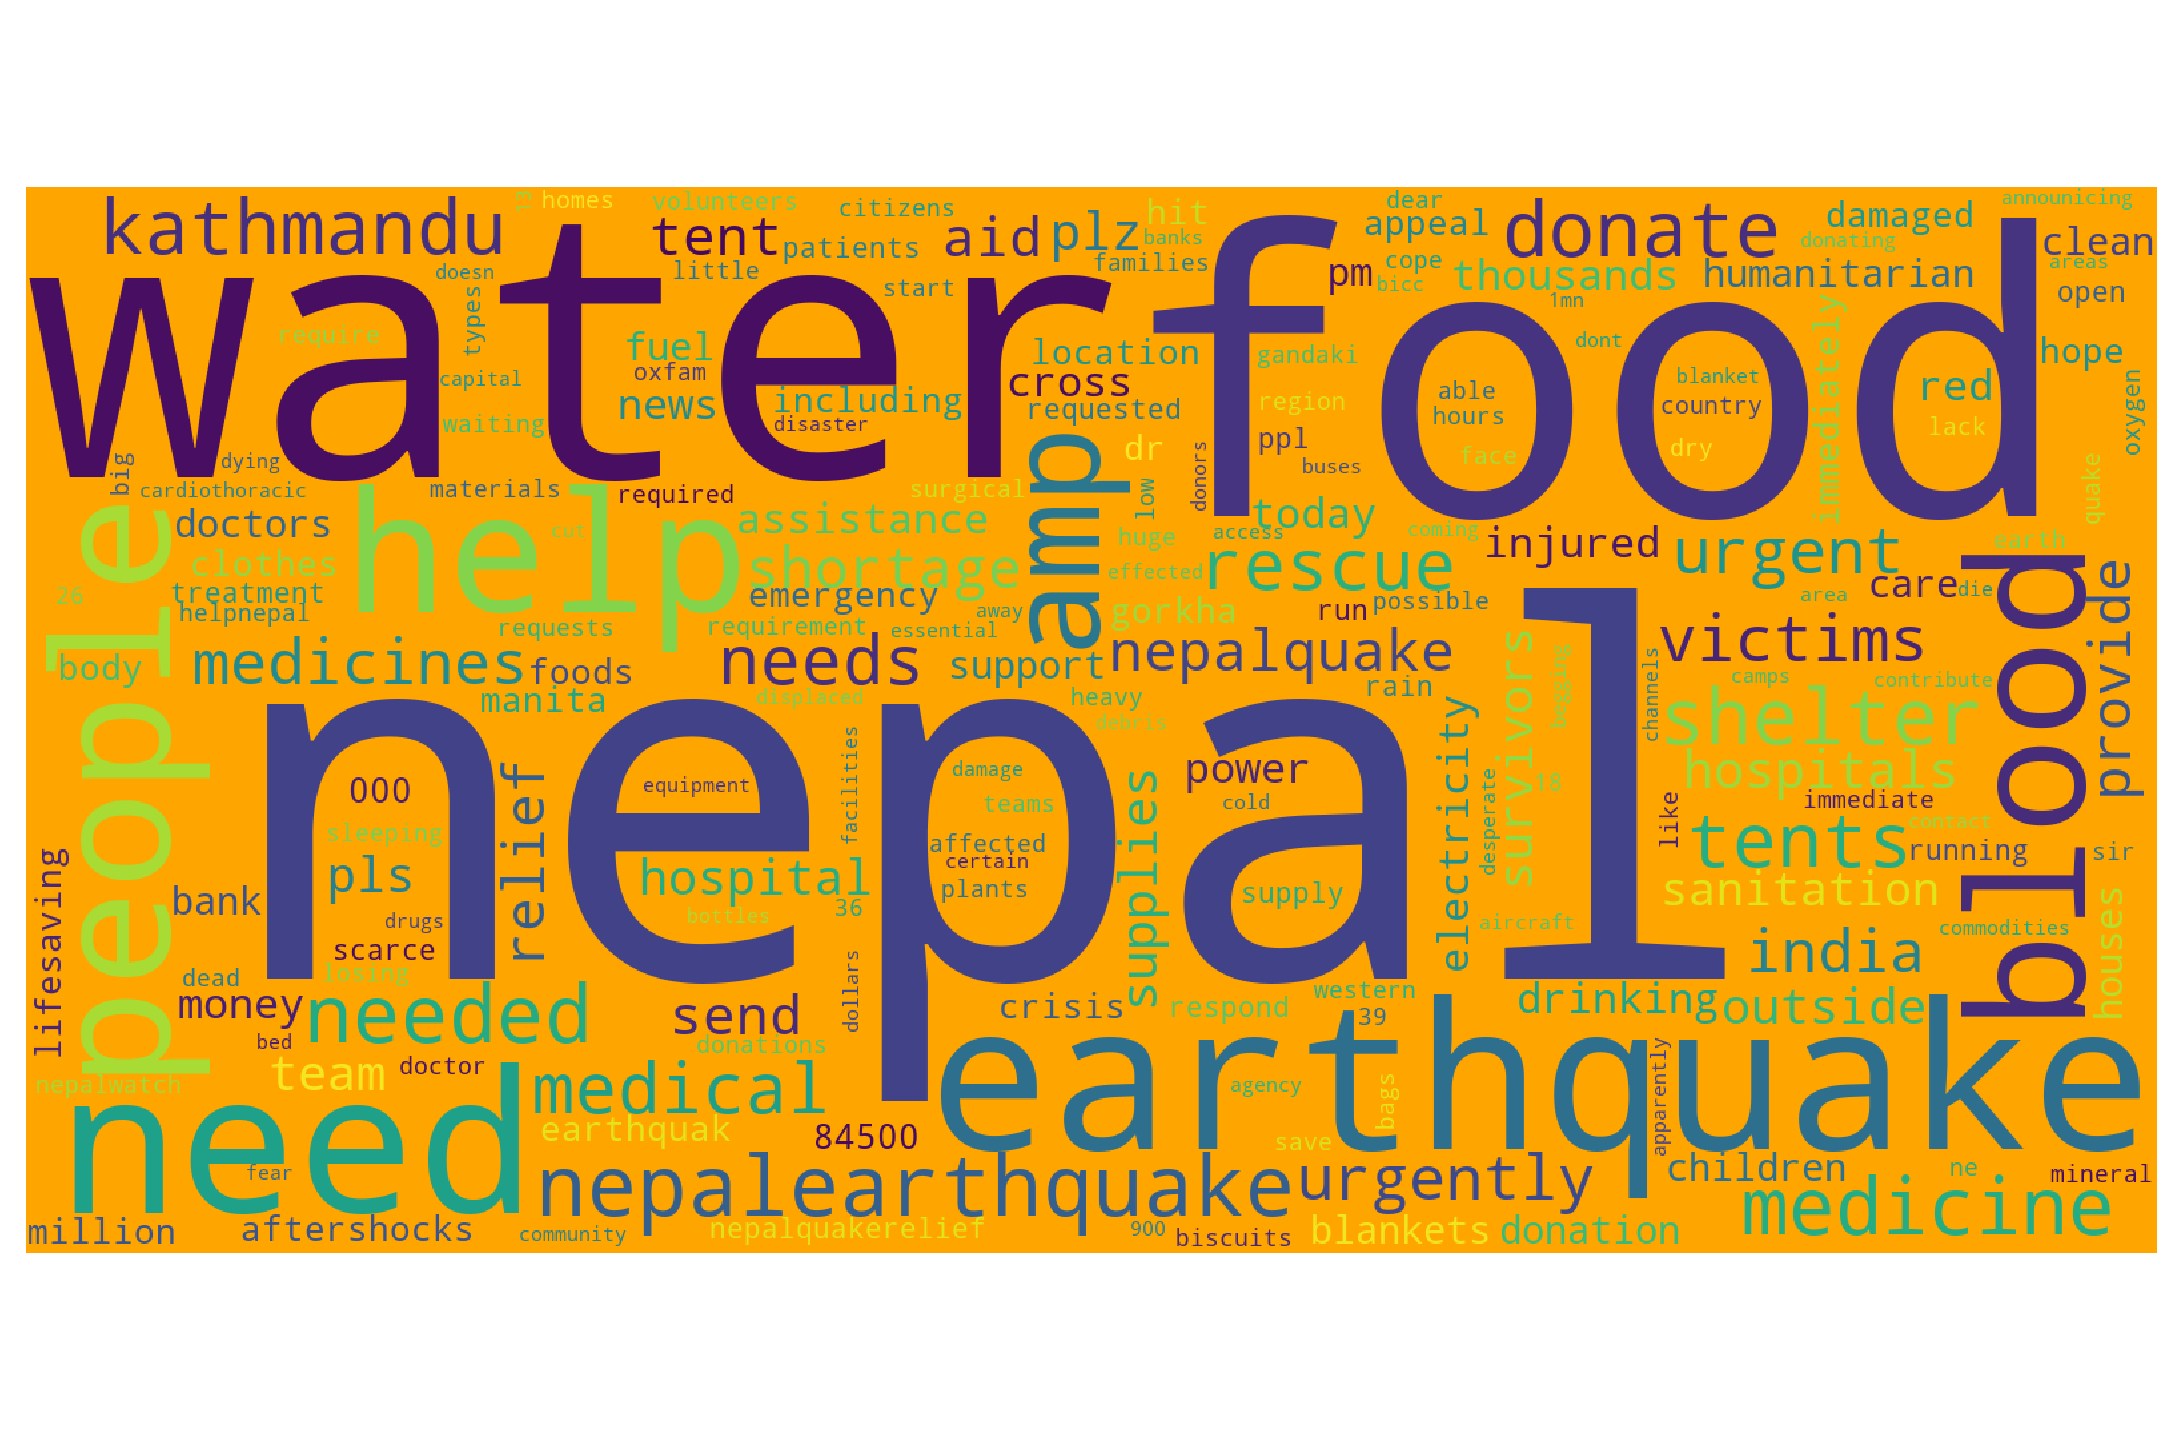 kathmandu
water
food
nepal
earthquake
need
people
help
blood
amp
nepalearthquake
13
homes
volunteers
citizens
tent
patients
aid
plz
hit
banks
families
dear
appeal
donate
damaged
donating
announicing
clean
areas
open
cope
bicc
pm
thousands
humanitarian
1mn
dont
immediately
hope
oxygen
quake
doesn
types
little
start
require
capital
waiting
fuel
oxfam
news
including
disaster
location
cross
requested
gandaki
region
ppl
able
hours
buses
face
blanket
country
dry
red
lack
dr
donors
low
big
dying
cardiothoracic
materials
required
surgical
doctors
clothes
treatment
helpnepal
26
cut
assistance
shortage
emergency
away
requests
requirement
essential
huge
access
effected
today
coming
rescue
injured
urgent
earth
care
die
area
gorkha
run
possible
body
medicines
foods
manita
needs
displaced
support
nepalquake
heavy
debris
rain
victims
provide
camps
contribute
channels
survivors
begging
shelter
hospitals
electricity
desperate
18
like
immediate
contact
tents
running
sir
sanitation
commodities
houses
india
aircraft
000
sleeping
pls
drugs
scarce
losing
relief
equipment
facilities
hospital
bottles
36
damage
teams
affected
certain
plants
supplies
power
cold
supply
lifesaving
bank
dead
money
bed
needed
team
doctor
nepalwatch
send
donations
dollars
crisis
respond
western
39
drinking
outside
medical
earthquak
84500
agency
save
bags
apparently
fear
urgently
children
ne
mineral
medicine
million
aftershocks
community
nepalquakerelief
900
biscuits
blankets
donation